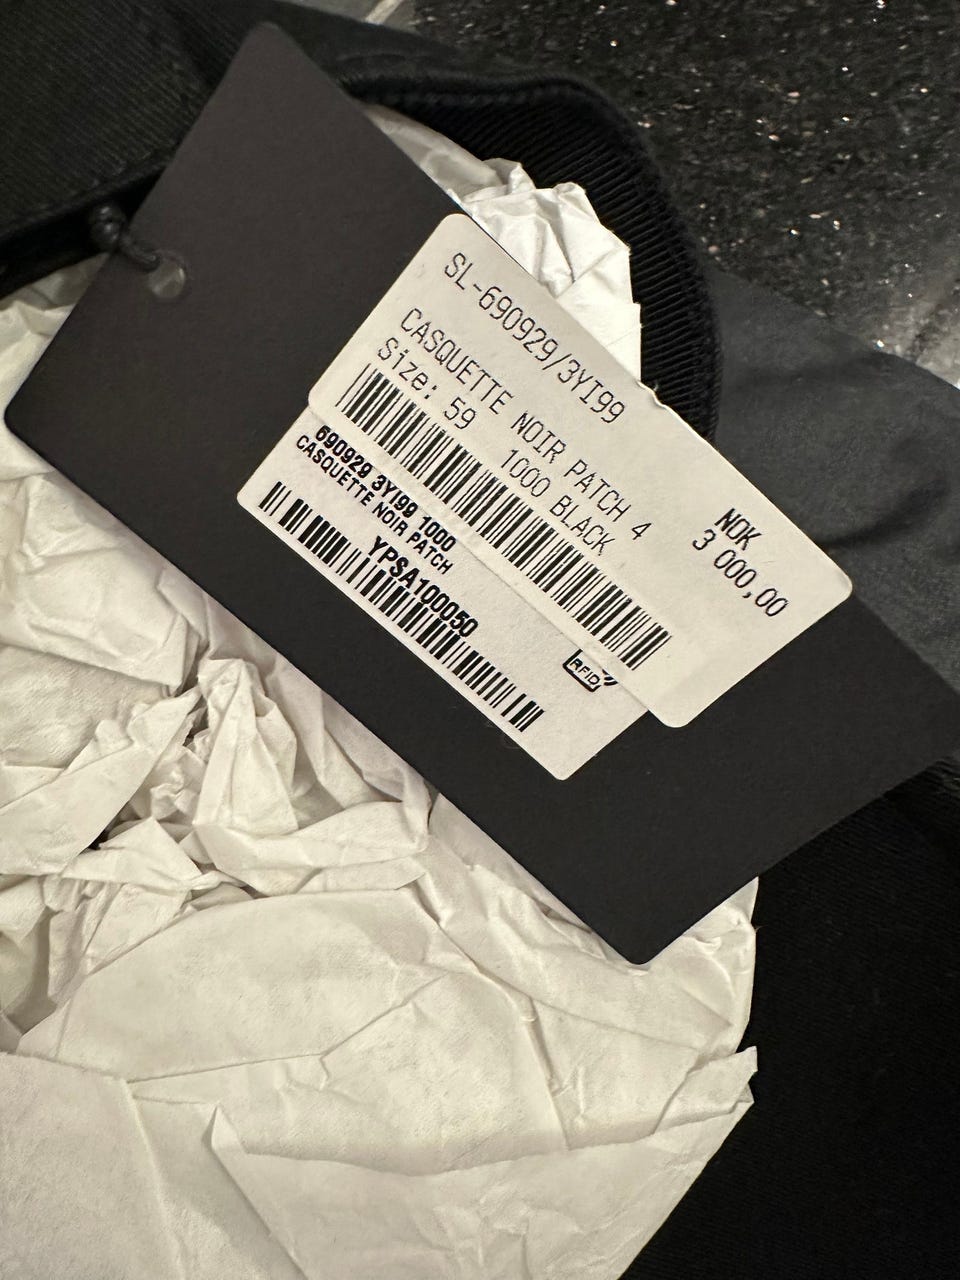 SL-690929/3YI99
CASQUETTE NOIR PATCH 4
Size: 59 1000 BLACK
NOK
3 000,00
690929 3YI99 1000
CASQUETTE NOIR PATCH
YPSA100050
RFID